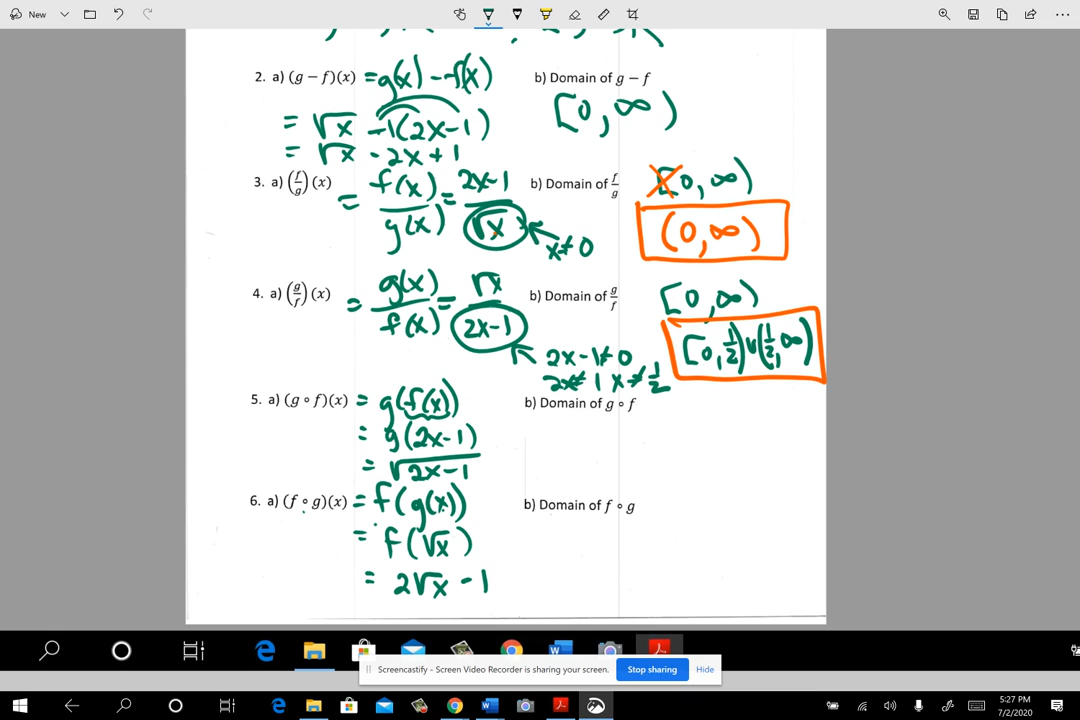 New
2. a) (g − f)(x) = g(x) - f(x)
b) Domain of g − f
= √x -1(2x-1)
[0, ∞)
= √x - 2x + 1
3. a) (f/g)(x) = f(x)/g(x) = 2x-1/√x
b) Domain of f/g
[0, ∞)
(0, ∞)
x≠0
4. a) (g/f)(x) = g(x)/f(x) = √x/2x-1
b) Domain of g/f
[0, ∞)
[0, 1/2) ∪ (1/2, ∞)
2x-1≠0
2x≠1 x≠1/2
5. a) (g ∘ f)(x) = g(f(x))
b) Domain of g ∘ f
= g(2x-1)
= √2x-1
6. a) (f ∘ g)(x) = f(g(x))
b) Domain of f ∘ g
= f(√x)
= 2√x - 1
Screencastify - Screen Video Recorder is sharing your screen.
Stop sharing
Hide
5:27 PM
7/2/2020